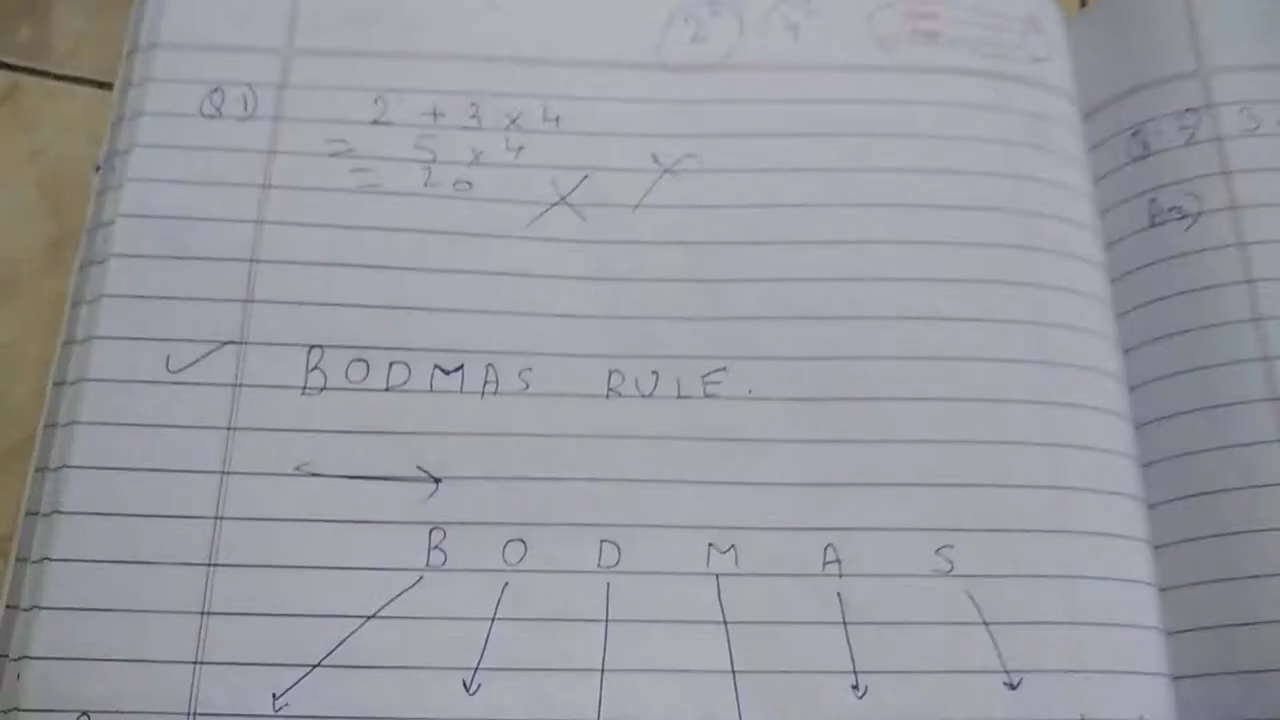 Q1) 2 + 3 x 4
= 5 x 4
= 20
BODMAS RULE.
B O D M A S